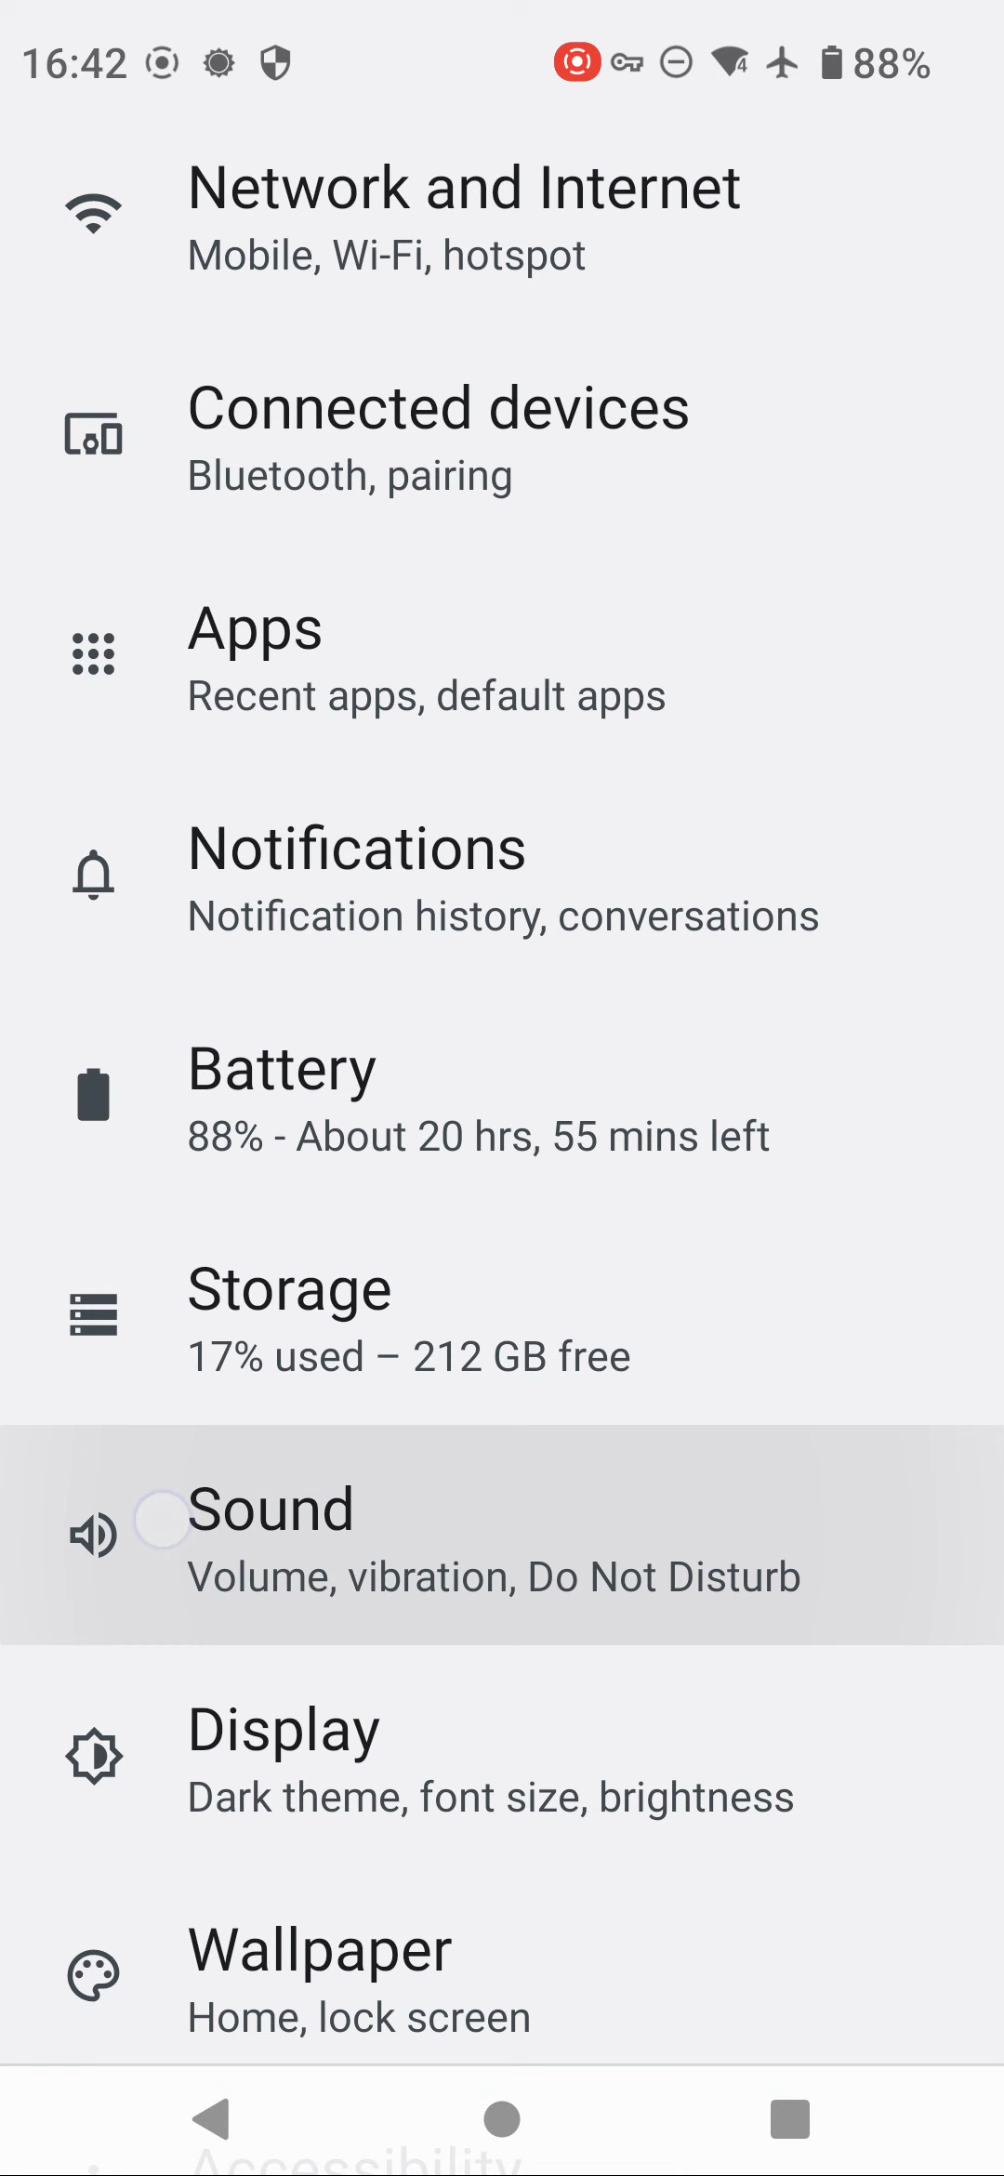 16:42 4 88%
Network and Internet
Mobile, Wi-Fi, hotspot
Connected devices
Bluetooth, pairing
Apps
Recent apps, default apps
Notifications
Notification history, conversations
Battery
88% - About 20 hrs, 55 mins left
Storage
17% used – 212 GB free
Sound
Volume, vibration, Do Not Disturb
Display
Dark theme, font size, brightness
Wallpaper
Home, lock screen
Accessibility